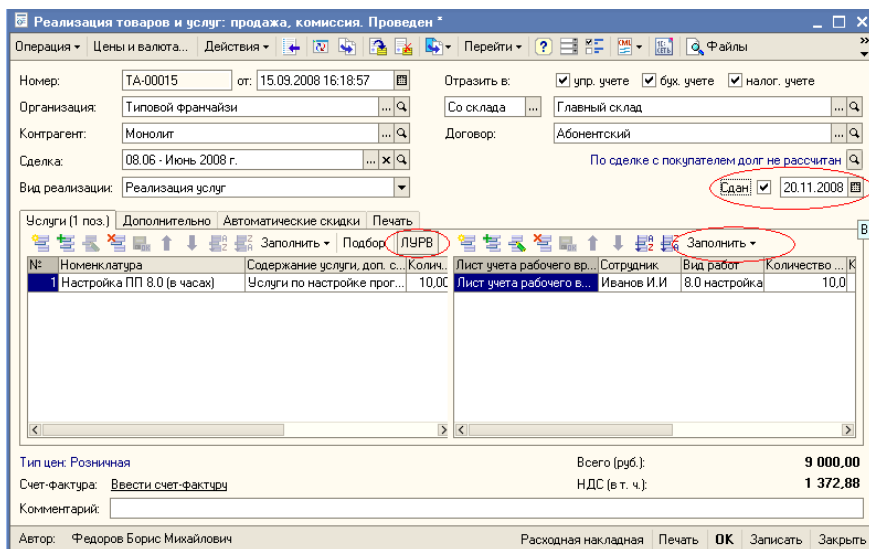 Реализация товаров и услуг: продажа, комиссия. Проведен *
Операция Цены и валюта... Действия Перейти Файлы
Номер: ТА-00015 от: 15.09.2008 16:18:57 Отразить в: упр. учете бух. учете налог. учете
Организация: Типовой франчайзи ... Со склада ... Главный склад ...
Контрагент: Монолит ... Договор: Абонентский ...
Сделка: 08.06 - Июнь 2008 г. ... x По сделке с покупателем долг не рассчитан
Вид реализации: Реализация услуг Сдан 20.11.2008
Услуги (1 поз.) Дополнительно Автоматические скидки Печать
Заполнить Подбор ЛУРВ Заполнить
В
№ Номенклатура Содержание услуги, доп. с... Колич... Лист учета рабочего вр... Сотрудник Вид работ Количество ... К
1 Настройка ПП 8.0 (в часах) Услуги по настройке прог... 10,00 Лист учета рабочего в... Иванов И.И 8.0 настройка 10,0
Тип цен: Розничная Всего (руб.): 9 000,00
Счет-фактура: Ввести счет-фактуру НДС (в т. ч.): 1 372,88
Комментарий:
Автор: Федоров Борис Михайлович Расходная накладная Печать OK Записать Закрыть